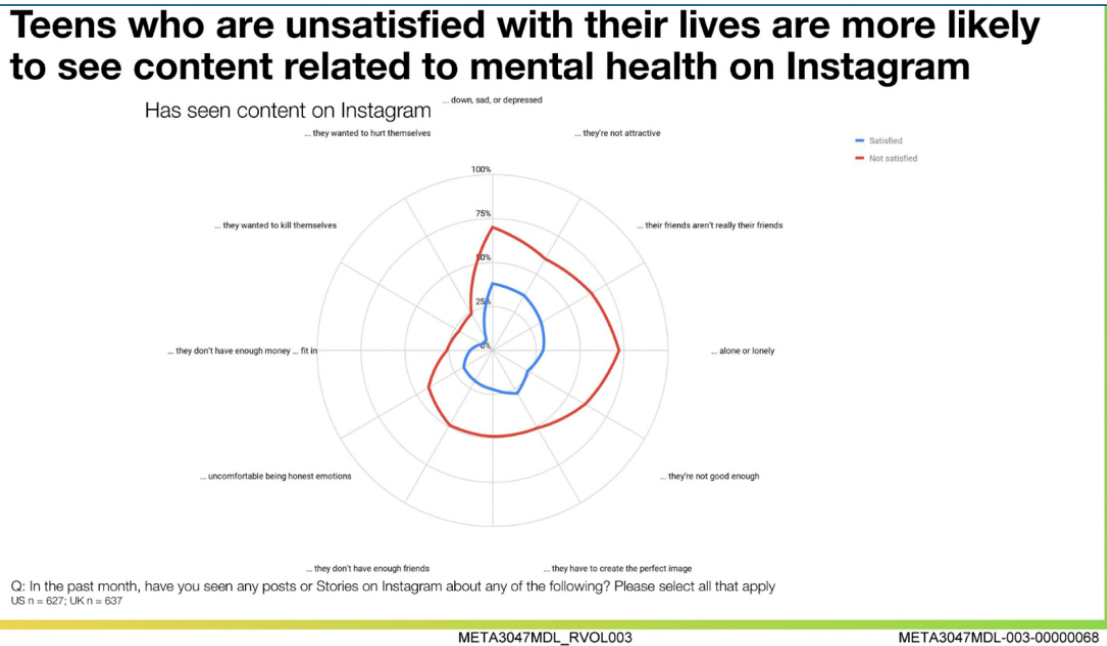 Teens who are unsatisfied with their lives are more likely
to see content related to mental health on Instagram
Has seen content on Instagram
... down, sad, or depressed
... they wanted to hurt themselves
... they're not attractive
Satisfied
Not satisfied
100%
75%
... they wanted to kill themselves
... their friends aren't really their friends
50%
25%
0%
... they don't have enough money ... fit in
... alone or lonely
... uncomfortable being honest emotions
... they're not good enough
... they don't have enough friends
... they have to create the perfect image
Q: In the past month, have you seen any posts or Stories on Instagram about any of the following? Please select all that apply
US n = 627; UK n = 637
META3047MDL_RVOL003
META3047MDL-003-00000068